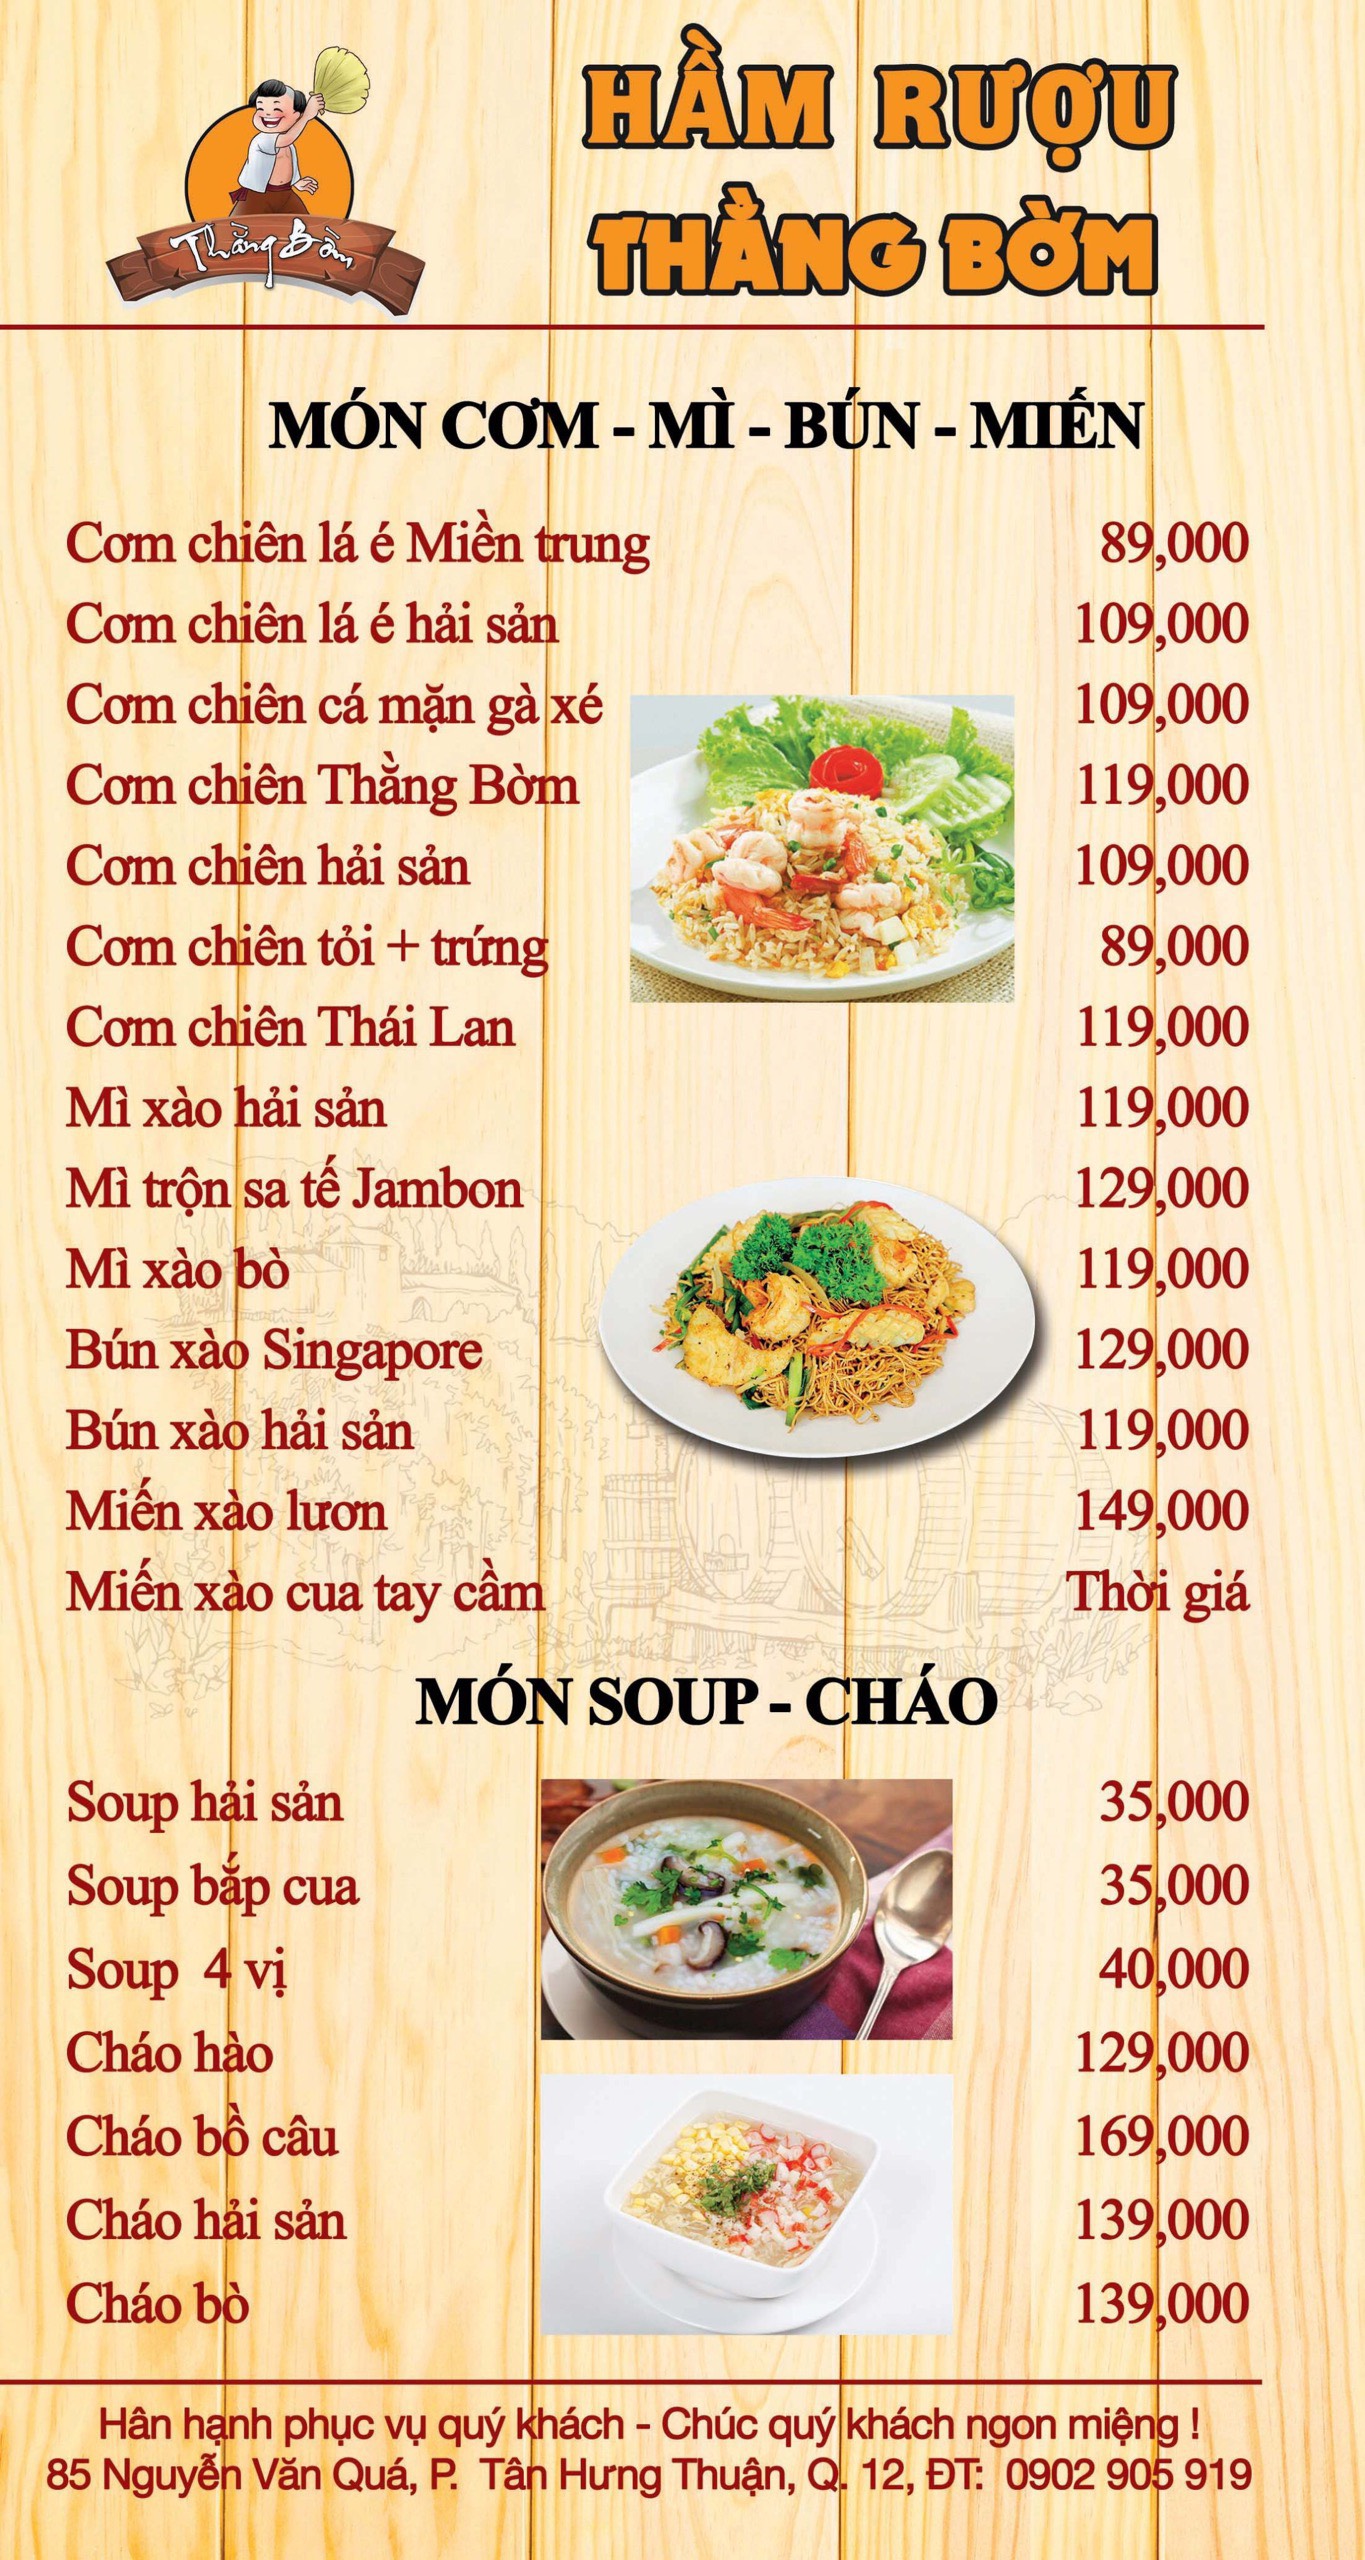 Thằng Bờm
HẦM RƯỢU
THẰNG BỜM
MÓN CƠM - MÌ - BÚN - MIẾN
Cơm chiên lá é Miền trung 89,000
Cơm chiên lá é hải sản 109,000
Cơm chiên cá mặn gà xé 109,000
Cơm chiên Thằng Bờm 119,000
Cơm chiên hải sản 109,000
Cơm chiên tỏi + trứng 89,000
Cơm chiên Thái Lan 119,000
Mì xào hải sản 119,000
Mì trộn sa tế Jambon 129,000
Mì xào bò 119,000
Bún xào Singapore 129,000
Bún xào hải sản 119,000
Miến xào lươn 149,000
Miến xào cua tay cầm Thời giá
MÓN SOUP - CHÁO
Soup hải sản 35,000
Soup bắp cua 35,000
Soup 4 vị 40,000
Cháo hào 129,000
Cháo bồ câu 169,000
Cháo hải sản 139,000
Cháo bò 139,000
Hân hạnh phục vụ quý khách - Chúc quý khách ngon miệng !
85 Nguyễn Văn Quá, P. Tân Hưng Thuận, Q. 12, ĐT: 0902 905 919